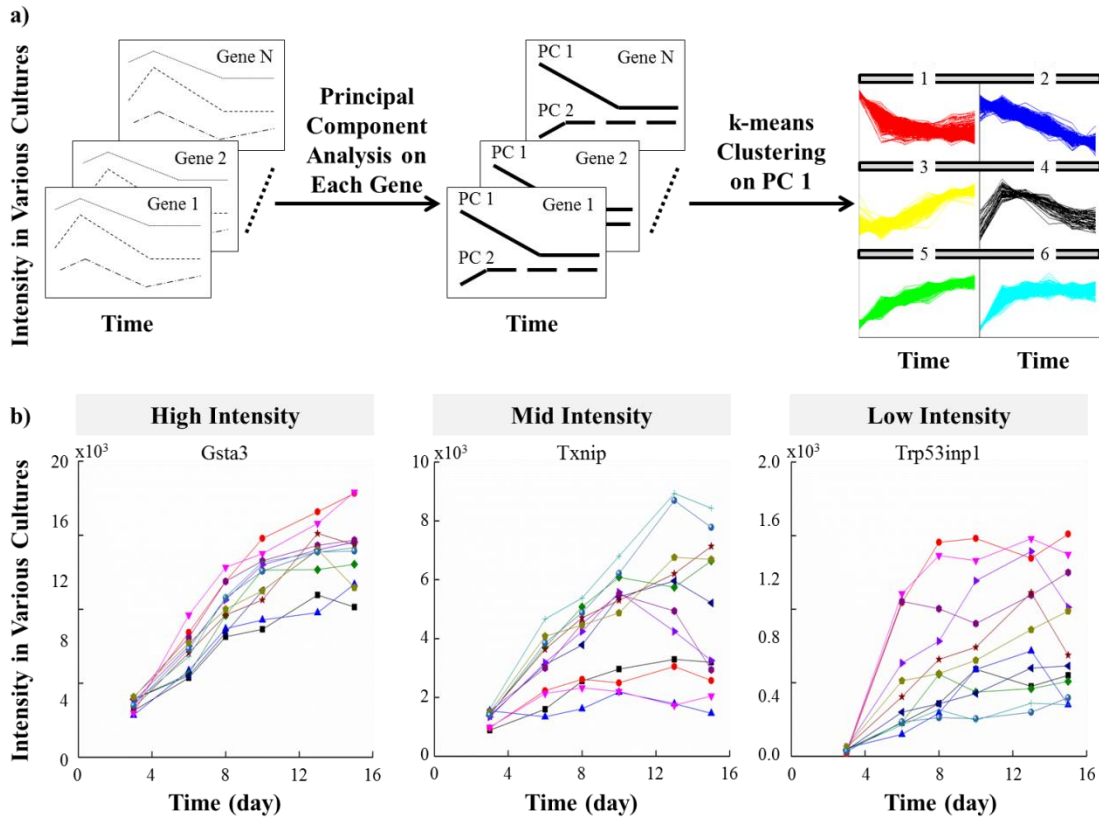 a)
Intensity in Various Cultures
Gene N
Gene 2
Gene 1
Time
Principal
Component
Analysis on
Each Gene
PC 1
Gene N
PC 2
PC 1
Gene 2
PC 1
Gene 1
PC 2
Time
k-means
Clustering
on PC 1
1 2
3 4
5 6
Time Time
b)
Intensity in Various Cultures
High Intensity
x10³
Gsta3
20
16
12
8
4
0
0 4 8 12 16
Time (day)
Mid Intensity
x10³
Txnip
10
8
6
4
2
0
0 4 8 12 16
Time (day)
Low Intensity
x10³
Trp53inp1
2.0
1.6
1.2
0.8
0.4
0.0
0 4 8 12 16
Time (day)